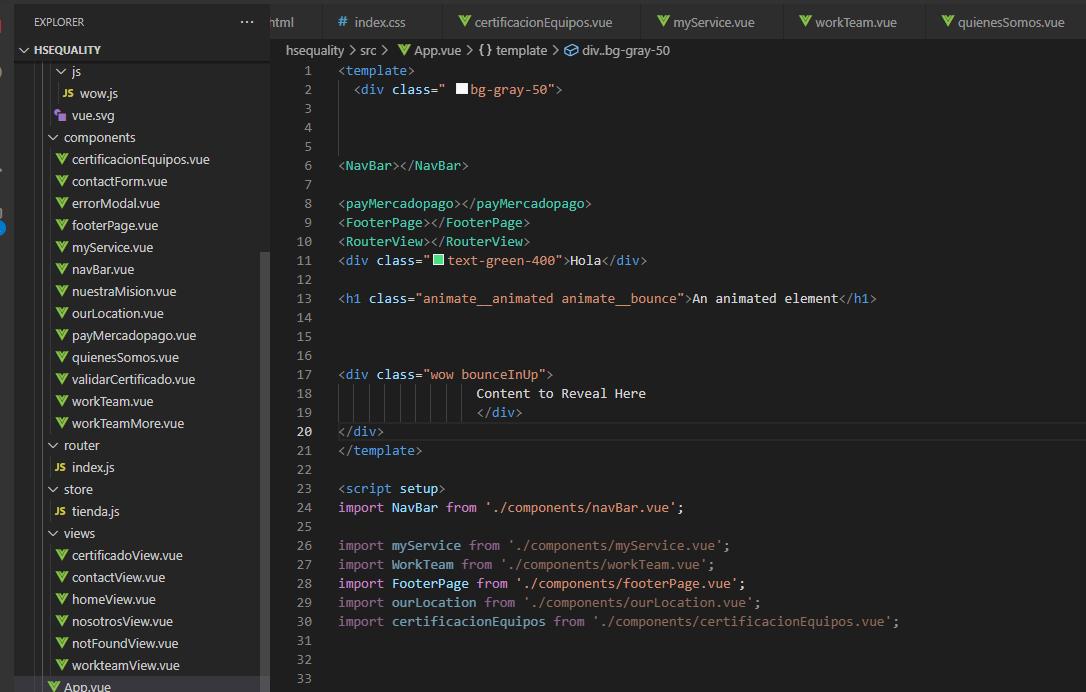 EXPLORER ···
HSEQUALITY
js
JS wow.js
vue.svg
components
certificacionEquipos.vue
contactForm.vue
errorModal.vue
footerPage.vue
myService.vue
navBar.vue
nuestraMision.vue
ourLocation.vue
payMercadopago.vue
quienesSomos.vue
validarCertificado.vue
workTeam.vue
workTeamMore.vue
router
JS index.js
store
JS tienda.js
views
certificadoView.vue
contactView.vue
homeView.vue
nosotrosView.vue
notFoundView.vue
workteamView.vue
App.vue
html # index.css certificacionEquipos.vue myService.vue workTeam.vue quienesSomos.vue
hsequality > src > App.vue > {} template > div..bg-gray-50
1 <template>
2 <div class=" bg-gray-50">
3
4
5
6 <NavBar></NavBar>
7
8 <payMercadopago></payMercadopago>
9 <FooterPage></FooterPage>
10 <RouterView></RouterView>
11 <div class="text-green-400">Hola</div>
12
13 <h1 class="animate__animated animate__bounce">An animated element</h1>
14
15
16
17 <div class="wow bounceInUp">
18 Content to Reveal Here
19 </div>
20 </div>
21 </template>
22
23 <script setup>
24 import NavBar from './components/navBar.vue';
25
26 import myService from './components/myService.vue';
27 import WorkTeam from './components/workTeam.vue';
28 import FooterPage from './components/footerPage.vue';
29 import ourLocation from './components/ourLocation.vue';
30 import certificacionEquipos from './components/certificacionEquipos.vue';
31
32
33